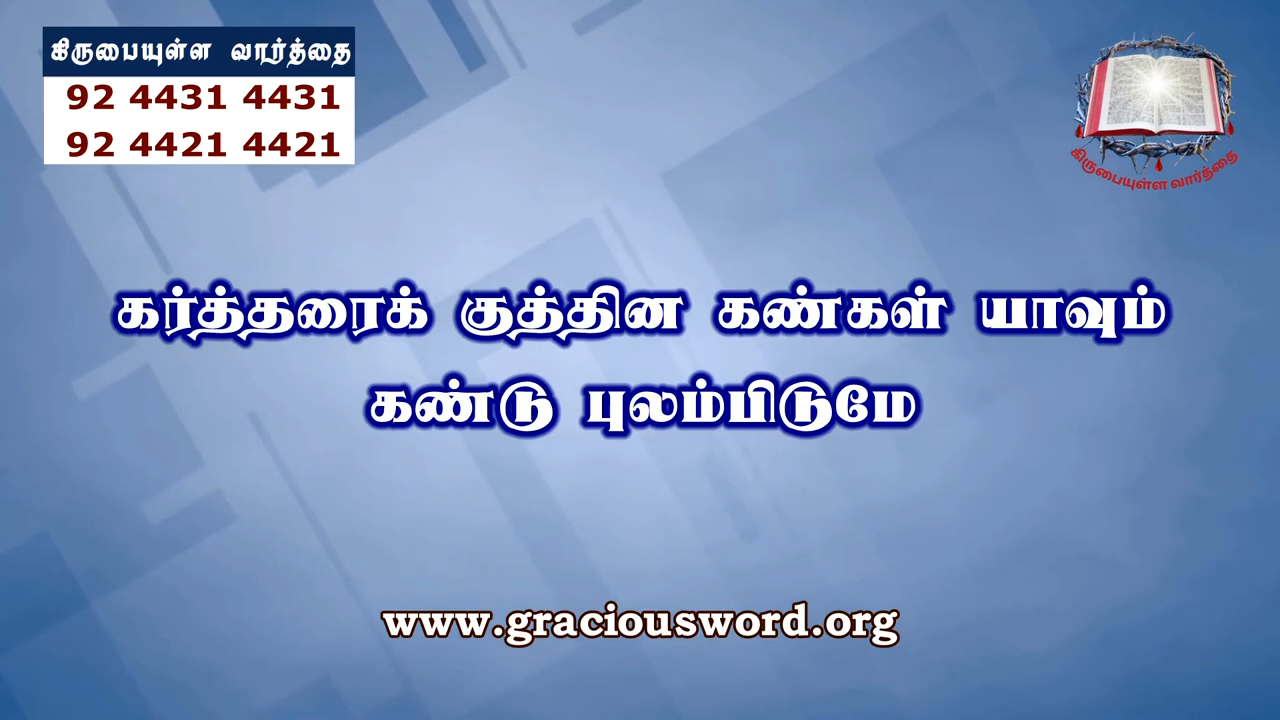 கிருபையுள்ள வார்த்தை
92 4431 4431
92 4421 4421
கிருபையுள்ள வார்த்தை
கர்த்தரைக் குத்தின கண்கள் யாவும்
கண்டு புலம்பிடுமே
www.graciousword.org